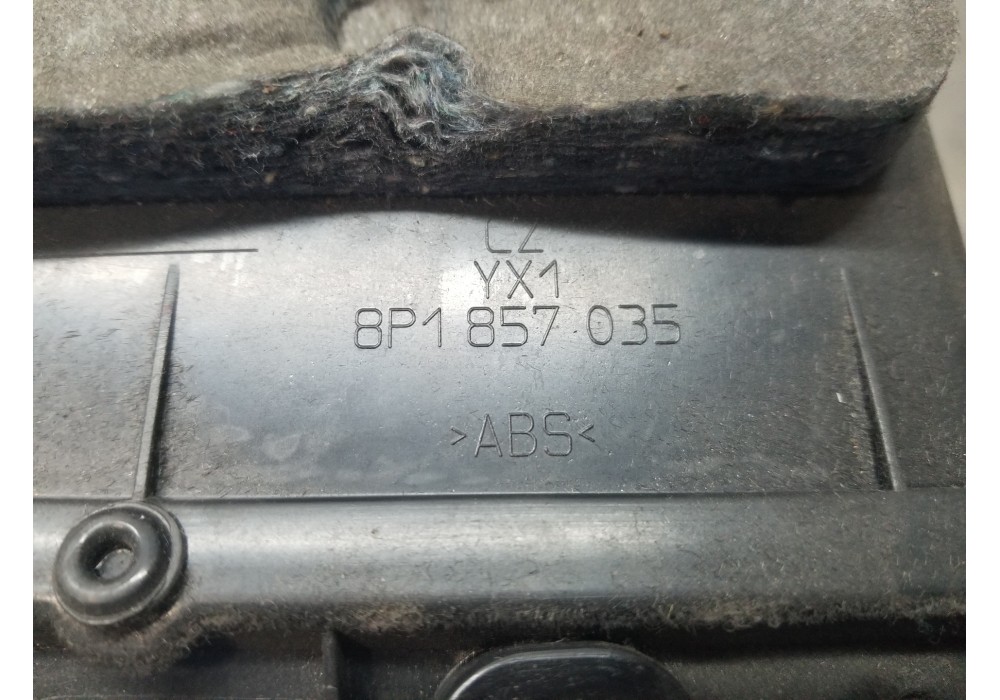 CZ
YX1
8P1 857 035
>ABS<